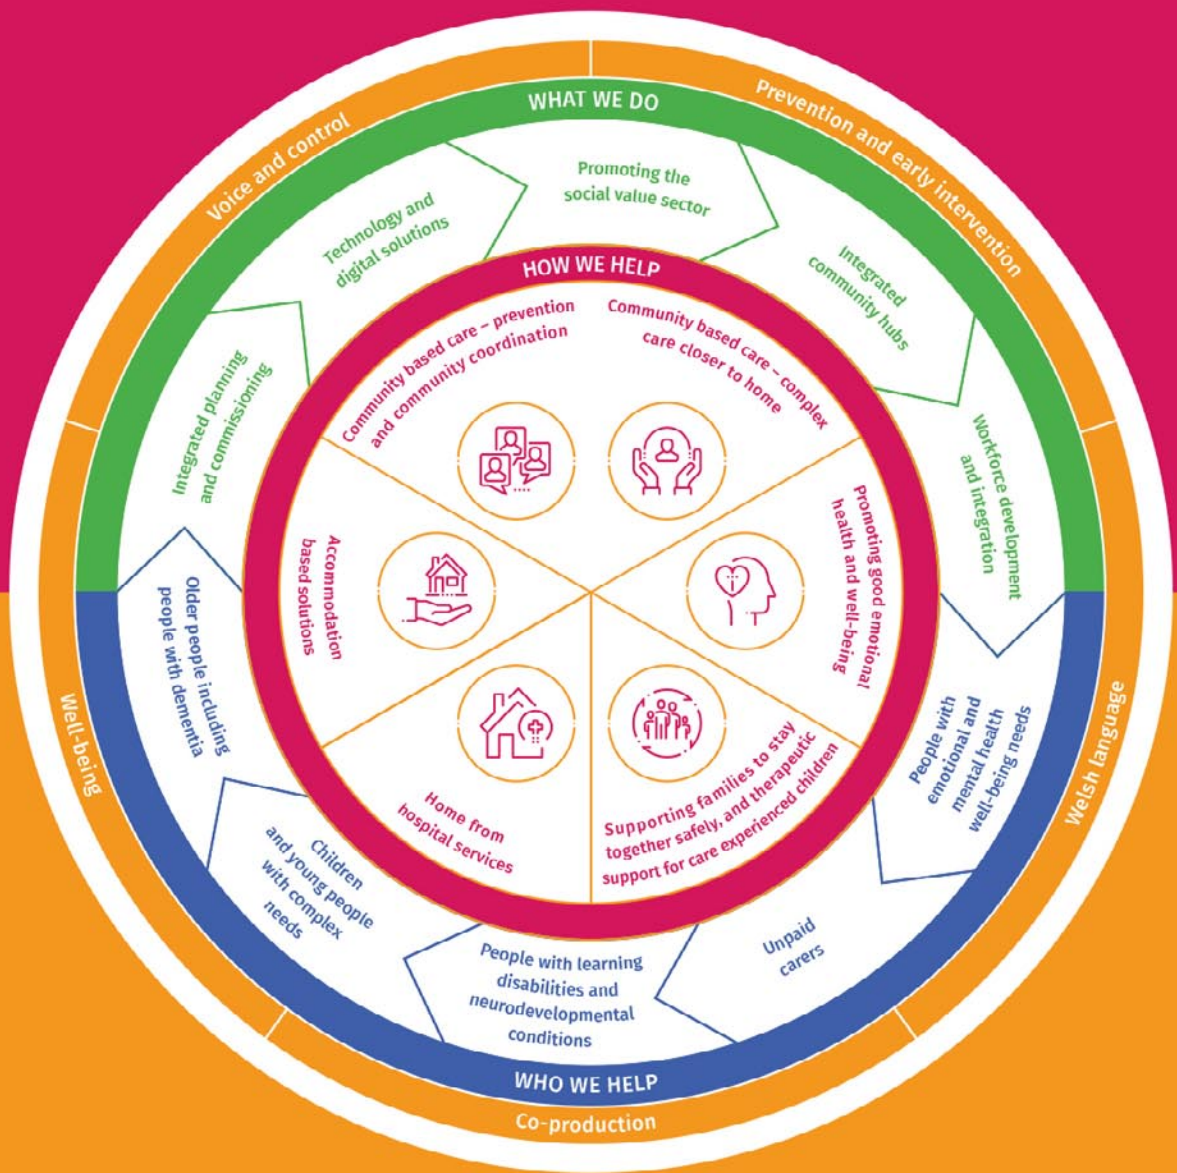 Voice and control
Prevention and early intervention
Welsh language
Co-production
Well-being
WHAT WE DO
Technology and
digital solutions
Promoting the
social value sector
Integrated
community hubs
Workforce development
and integration
Integrated planning
and commissioning
HOW WE HELP
Community based care – prevention
and community coordination
Community based care – complex
care closer to home
Promoting good emotional
health and well-being
Supporting families to stay
together safely, and therapeutic
support for care experienced children
Home from
hospital services
Accommodation
based solutions
People with
emotional and
mental health
well-being needs
Unpaid
carers
People with learning
disabilities and
neurodevelopmental
conditions
Children
and young people
with complex
needs
Older people including
people with dementia
WHO WE HELP